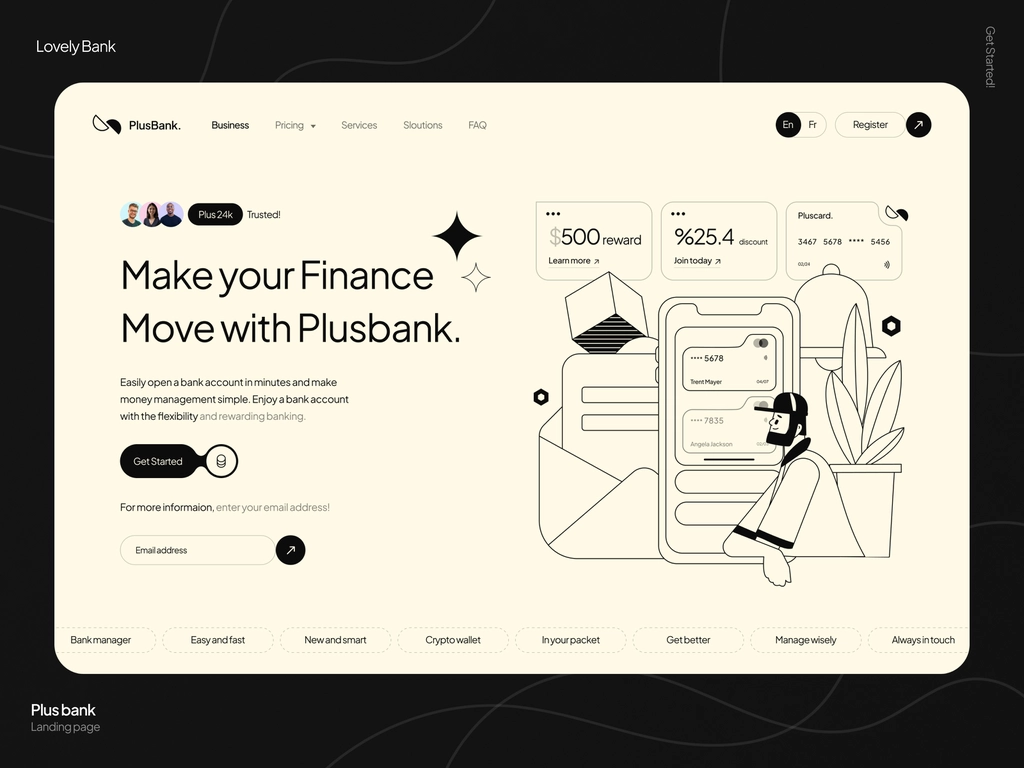 Lovely Bank
Get Started!
PlusBank.
Business
Pricing
Services
Sloutions
FAQ
En
Fr
Register
Plus 24k
Trusted!
Make your Finance
Move with Plusbank.
Easily open a bank account in minutes and make
money management simple. Enjoy a bank account
with the flexibility and rewarding banking.
Get Started
For more informaion, enter your email address!
Email address
$500 reward
Learn more
%25.4 discount
Join today
Pluscard.
3467 5678 •••• 5456
02/24
•••• 5678
Trent Mayer
04/07
•••• 7835
Angela Jackson
Bank manager
Easy and fast
New and smart
Crypto wallet
In your packet
Get better
Manage wisely
Always in touch
Plus bank
Landing page